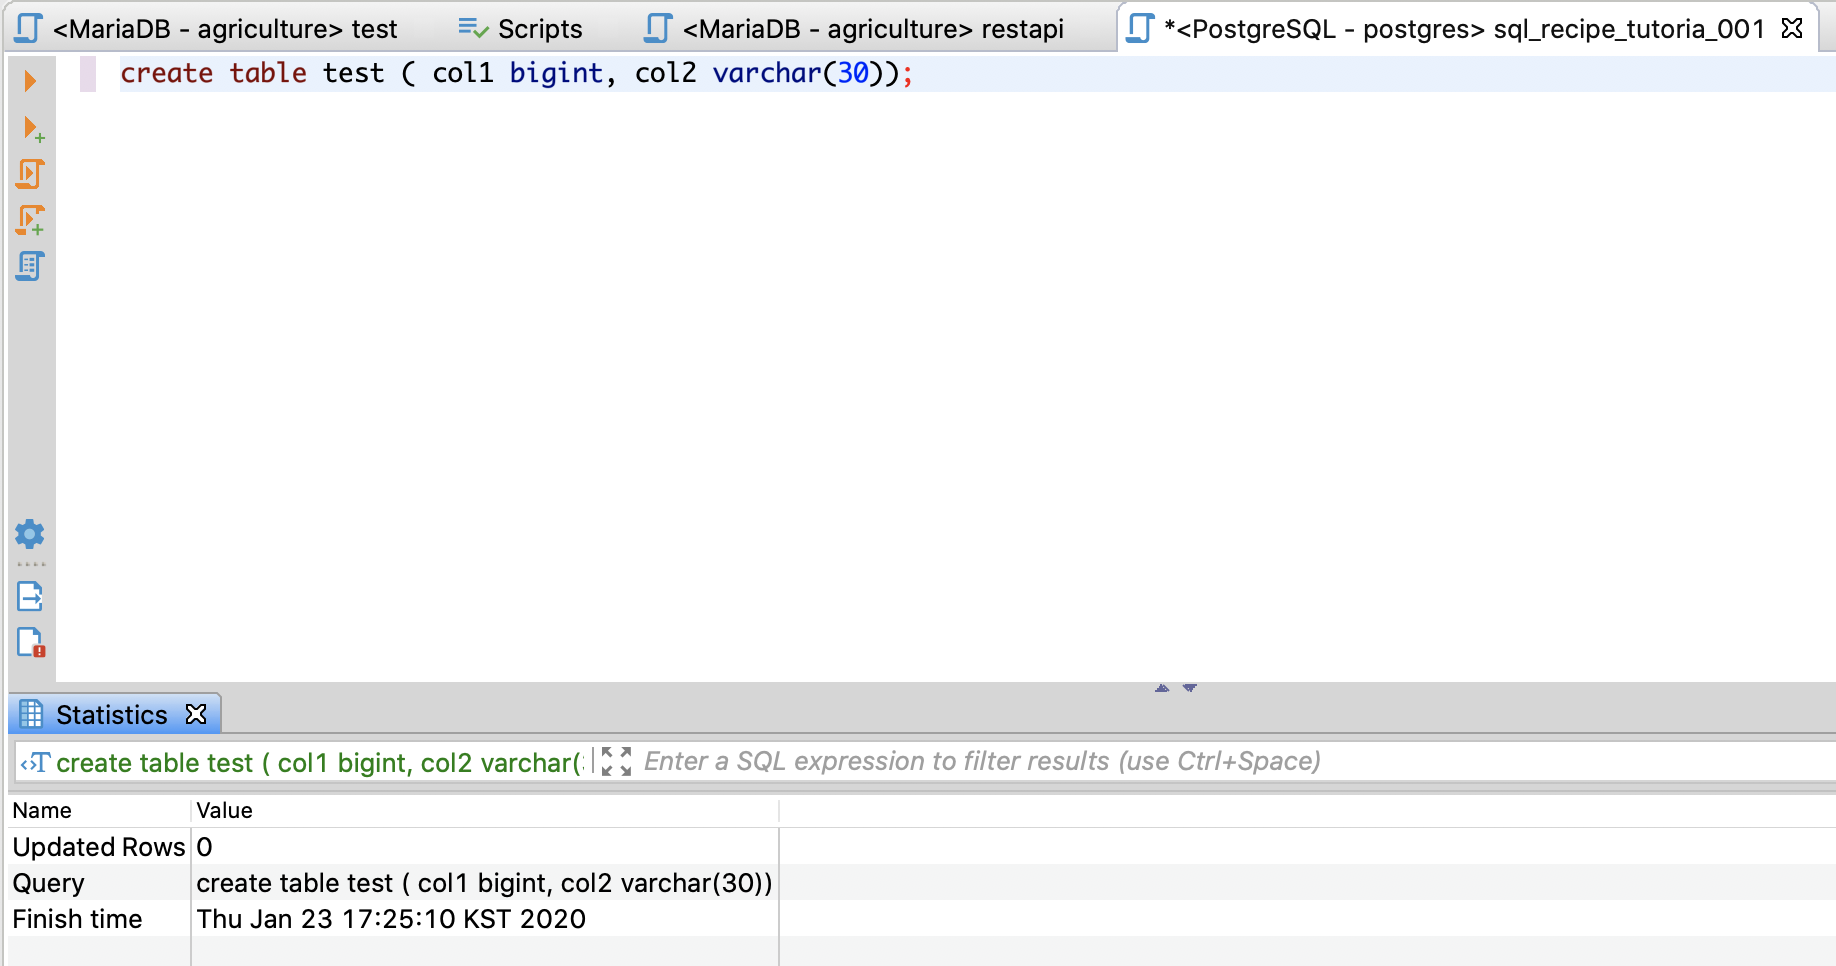 <MariaDB - agriculture> test Scripts <MariaDB - agriculture> restapi *<PostgreSQL - postgres> sql_recipe_tutoria_001
create table test ( col1 bigint, col2 varchar(30));
Statistics
create table test ( col1 bigint, col2 varchar( Enter a SQL expression to filter results (use Ctrl+Space)
Name Value
Updated Rows 0
Query create table test ( col1 bigint, col2 varchar(30))
Finish time Thu Jan 23 17:25:10 KST 2020